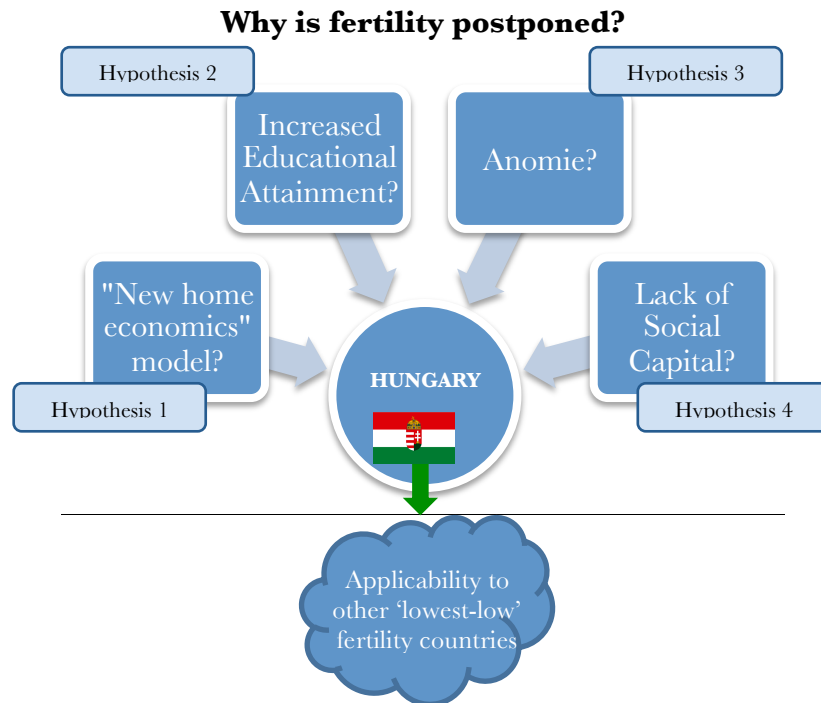 Why is fertility postponed?
Hypothesis 2
Hypothesis 3
Increased
Educational
Attainment?
Anomie?
"New home
economics"
model?
Lack of
Social
Capital?
Hypothesis 1
Hypothesis 4
HUNGARY
Applicability to
other ‘lowest-low’
fertility countries